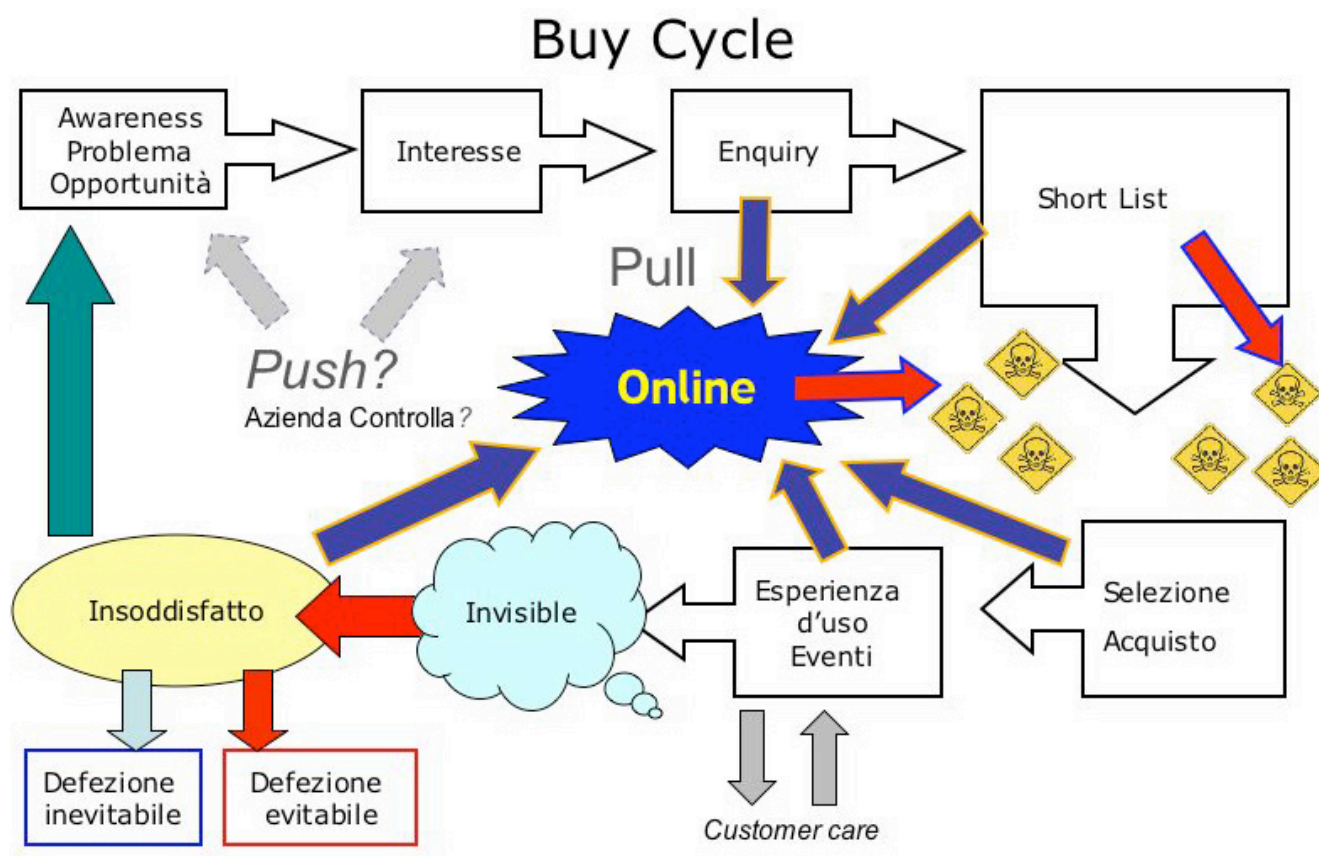 Buy Cycle
Awareness
Problema
Opportunità
Interesse
Enquiry
Short List
Pull
Push?
Azienda Controlla?
Online
Insoddisfatto
Invisible
Esperienza
d'uso
Eventi
Selezione
Acquisto
Defezione
inevitabile
Defezione
evitabile
Customer care